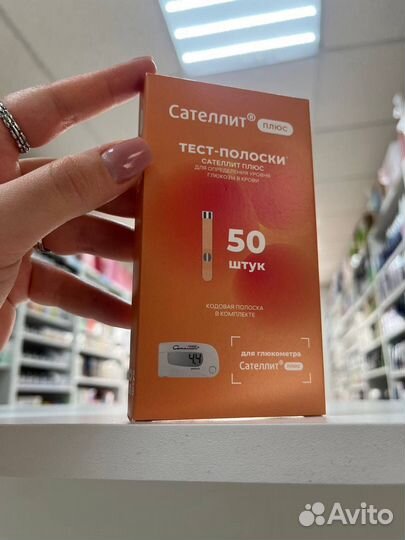 Сателлит® плюс
ТЕСТ-ПОЛОСКИ
САТЕЛЛИТ ПЛЮС
ДЛЯ ОПРЕДЕЛЕНИЯ УРОВНЯ
ГЛЮКОЗЫ В КРОВИ
50
штук
КОДОВАЯ ПОЛОСКА
В КОМПЛЕКТЕ
4,4
для глюкометра
Сателлит® плюс
Avito